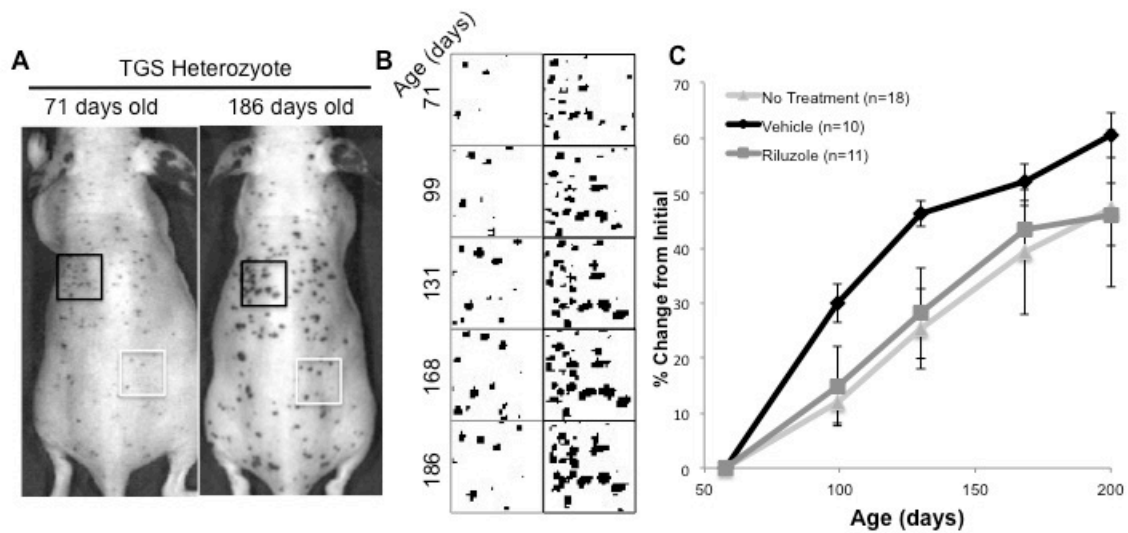 A
TGS Heterozyote
71 days old
186 days old
B
Age (days)
71
99
131
168
186
C
70
60
50
40
30
20
10
0
% Change from Initial
No Treatment (n=18)
Vehicle (n=10)
Riluzole (n=11)
50
100
150
200
Age (days)